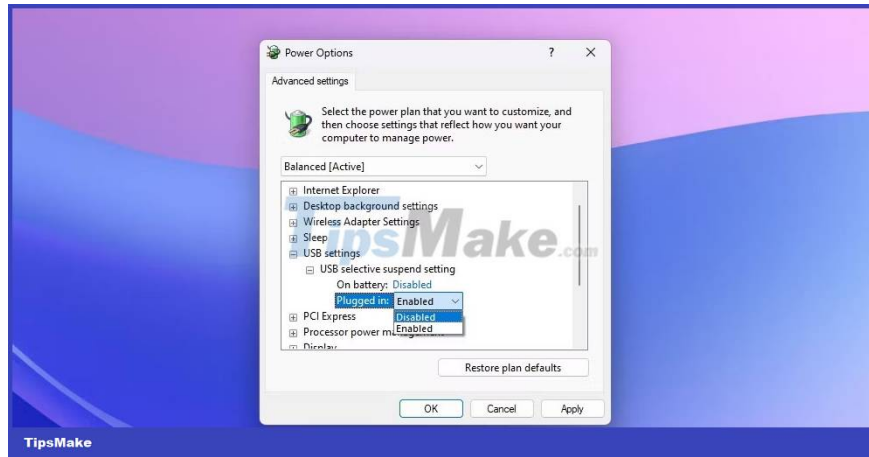 Power Options
?
Advanced settings
Select the power plan that you want to customize, and
then choose settings that reflect how you want your
computer to manage power.
Balanced [Active]
Internet Explorer
Desktop background settings
Wireless Adapter Settings
Sleep
USB settings
USB selective suspend setting
On battery: Disabled
Plugged in: Enabled
Disabled
Enabled
PCI Express
Processor power management
Display
TipsMake.com
Restore plan defaults
OK Cancel Apply
TipsMake